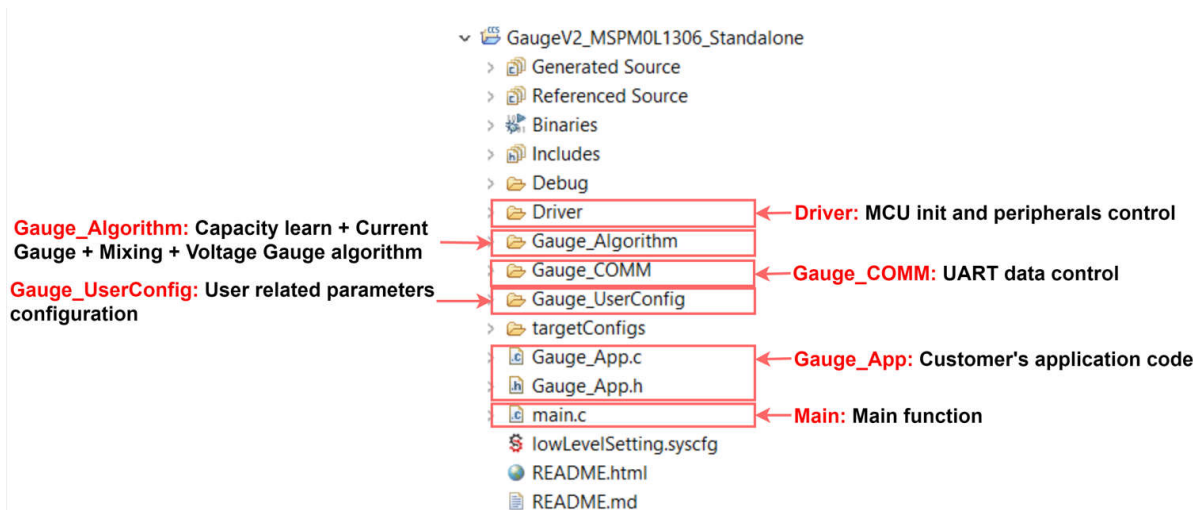 GaugeV2_MSPM0L1306_Standalone
Generated Source
Referenced Source
Binaries
Includes
Debug
Driver
Driver: MCU init and peripherals control
Gauge_Algorithm: Capacity learn + Current
Gauge + Mixing + Voltage Gauge algorithm
Gauge_Algorithm
Gauge_COMM
Gauge_COMM: UART data control
Gauge_UserConfig: User related parameters
configuration
Gauge_UserConfig
targetConfigs
Gauge_App.c
Gauge_App: Customer's application code
Gauge_App.h
main.c
Main: Main function
lowLevelSetting.syscfg
README.html
README.md